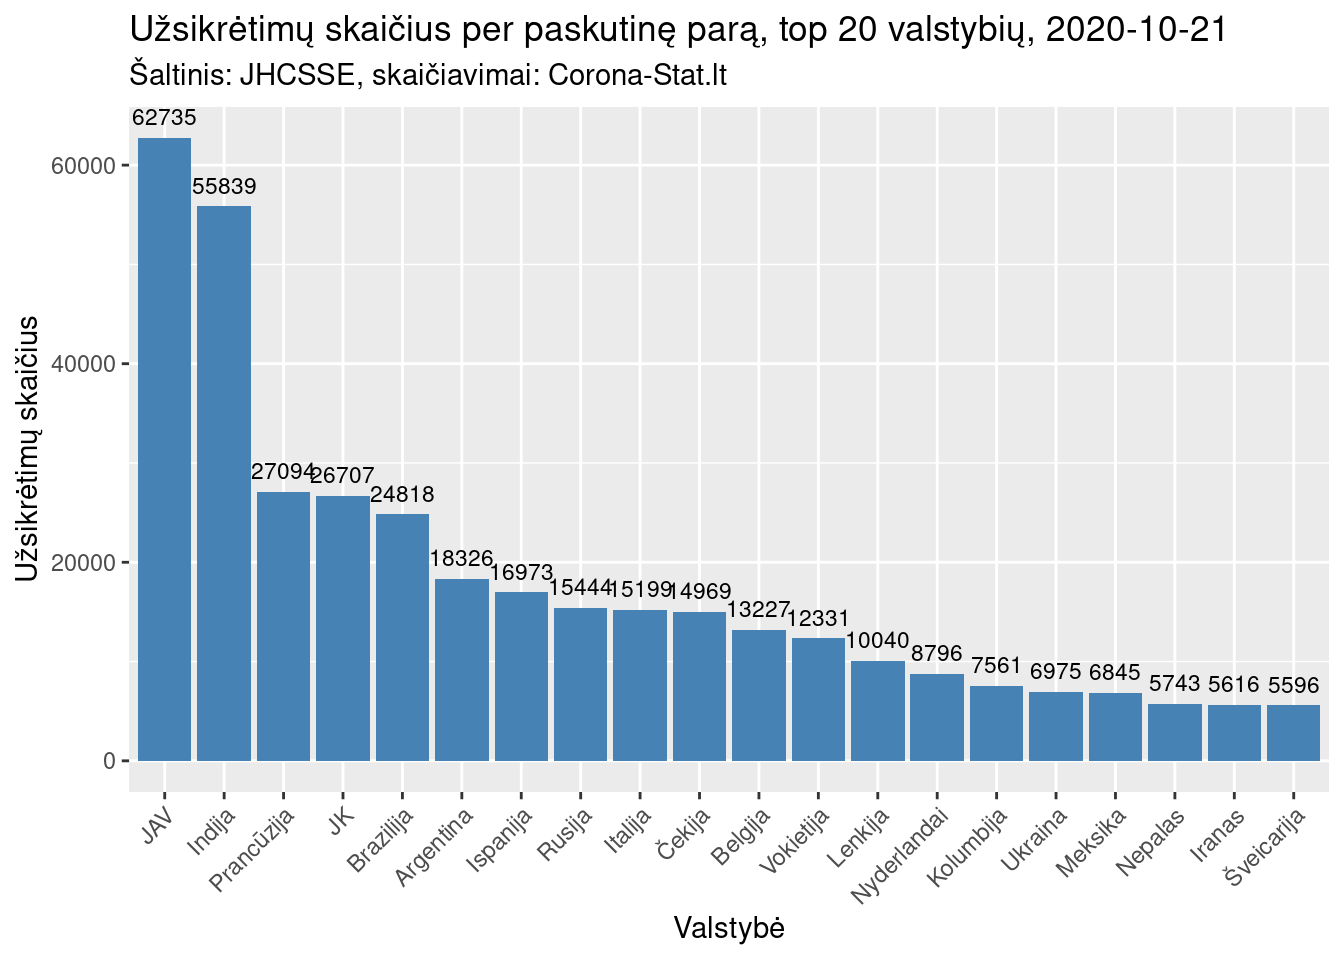 Užsikrėtimų skaičius per paskutinę parą, top 20 valstybių, 2020-10-21
Šaltinis: JHCSSE, skaičiavimai: Corona-Stat.lt
Užsikrėtimų skaičius
60000
40000
20000
0
62735
55839
27094
26707
24818
18326
16973
15444
15199
14969
13227
12331
10040
8796
7561
6975
6845
5743
5616
5596
JAV
Indija
Prancūzija
JK
Brazilija
Argentina
Ispanija
Rusija
Italija
Čekija
Belgija
Vokietija
Lenkija
Nyderlandai
Kolumbija
Ukraina
Meksika
Nepalas
Iranas
Šveicarija
Valstybė